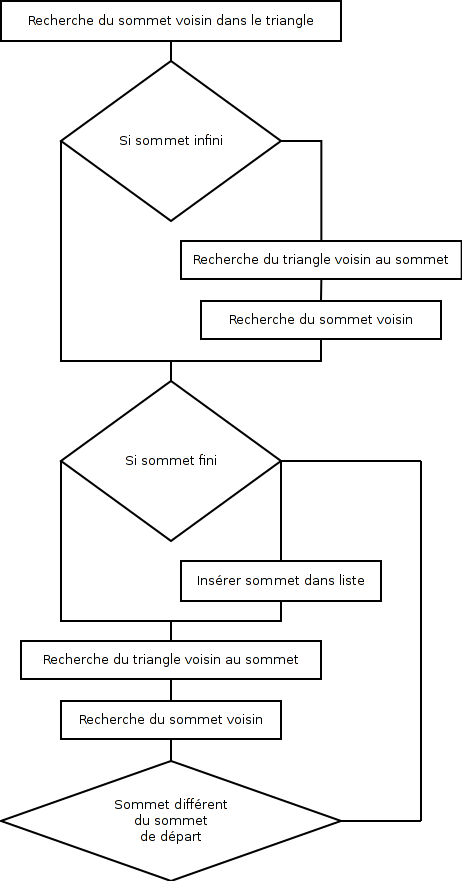 Recherche du sommet voisin dans le triangle
Si sommet infini
Recherche du triangle voisin au sommet
Recherche du sommet voisin
Si sommet fini
Insérer sommet dans liste
Recherche du triangle voisin au sommet
Recherche du sommet voisin
Sommet différent
du sommet
de départ